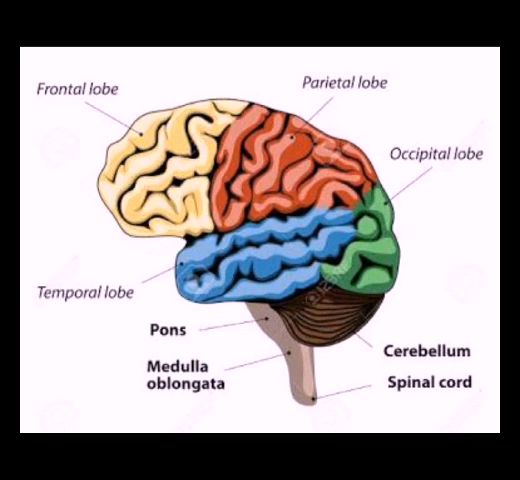 Frontal lobe
Parietal lobe
Occipital lobe
Temporal lobe
Pons
Medulla
oblongata
Cerebellum
Spinal cord